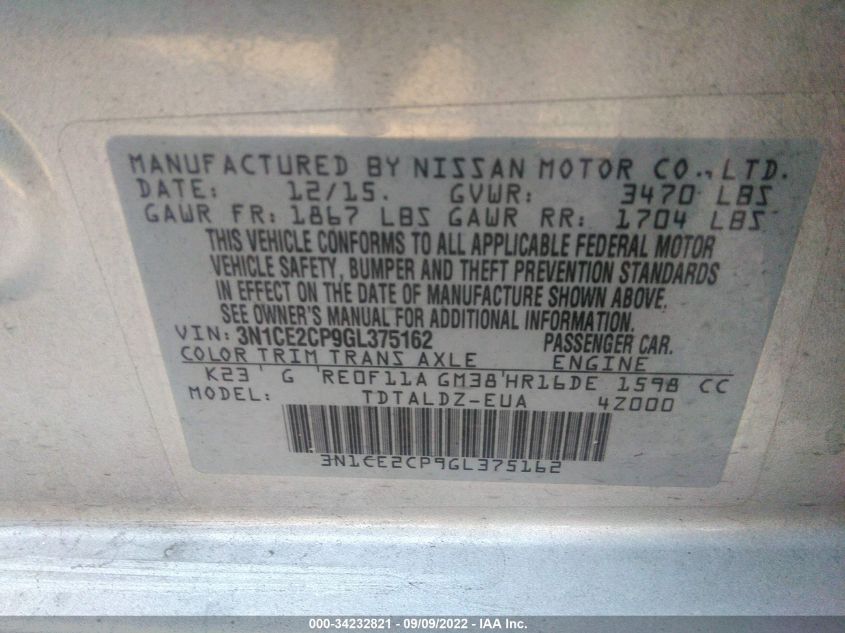 MANUFACTURED BY NISSAN MOTOR CO., LTD.
DATE: 12/15. GVWR: 3470 LBS
GAWR FR: 1867 LBS GAWR RR: 1704 LBS
THIS VEHICLE CONFORMS TO ALL APPLICABLE FEDERAL MOTOR
VEHICLE SAFETY, BUMPER AND THEFT PREVENTION STANDARDS
IN EFFECT ON THE DATE OF MANUFACTURE SHOWN ABOVE.
SEE OWNER'S MANUAL FOR ADDITIONAL INFORMATION.
VIN: 3N1CE2CP9GL375162 PASSENGER CAR.
COLOR TRIM TRANS AXLE ENGINE
K23 G RE0F11A GM38 HR16DE 1598 CC
MODEL: TDTALDZ-EUA 4Z000
3N1CE2CP9GL375162
000-34232821 - 09/09/2022 - IAA Inc.